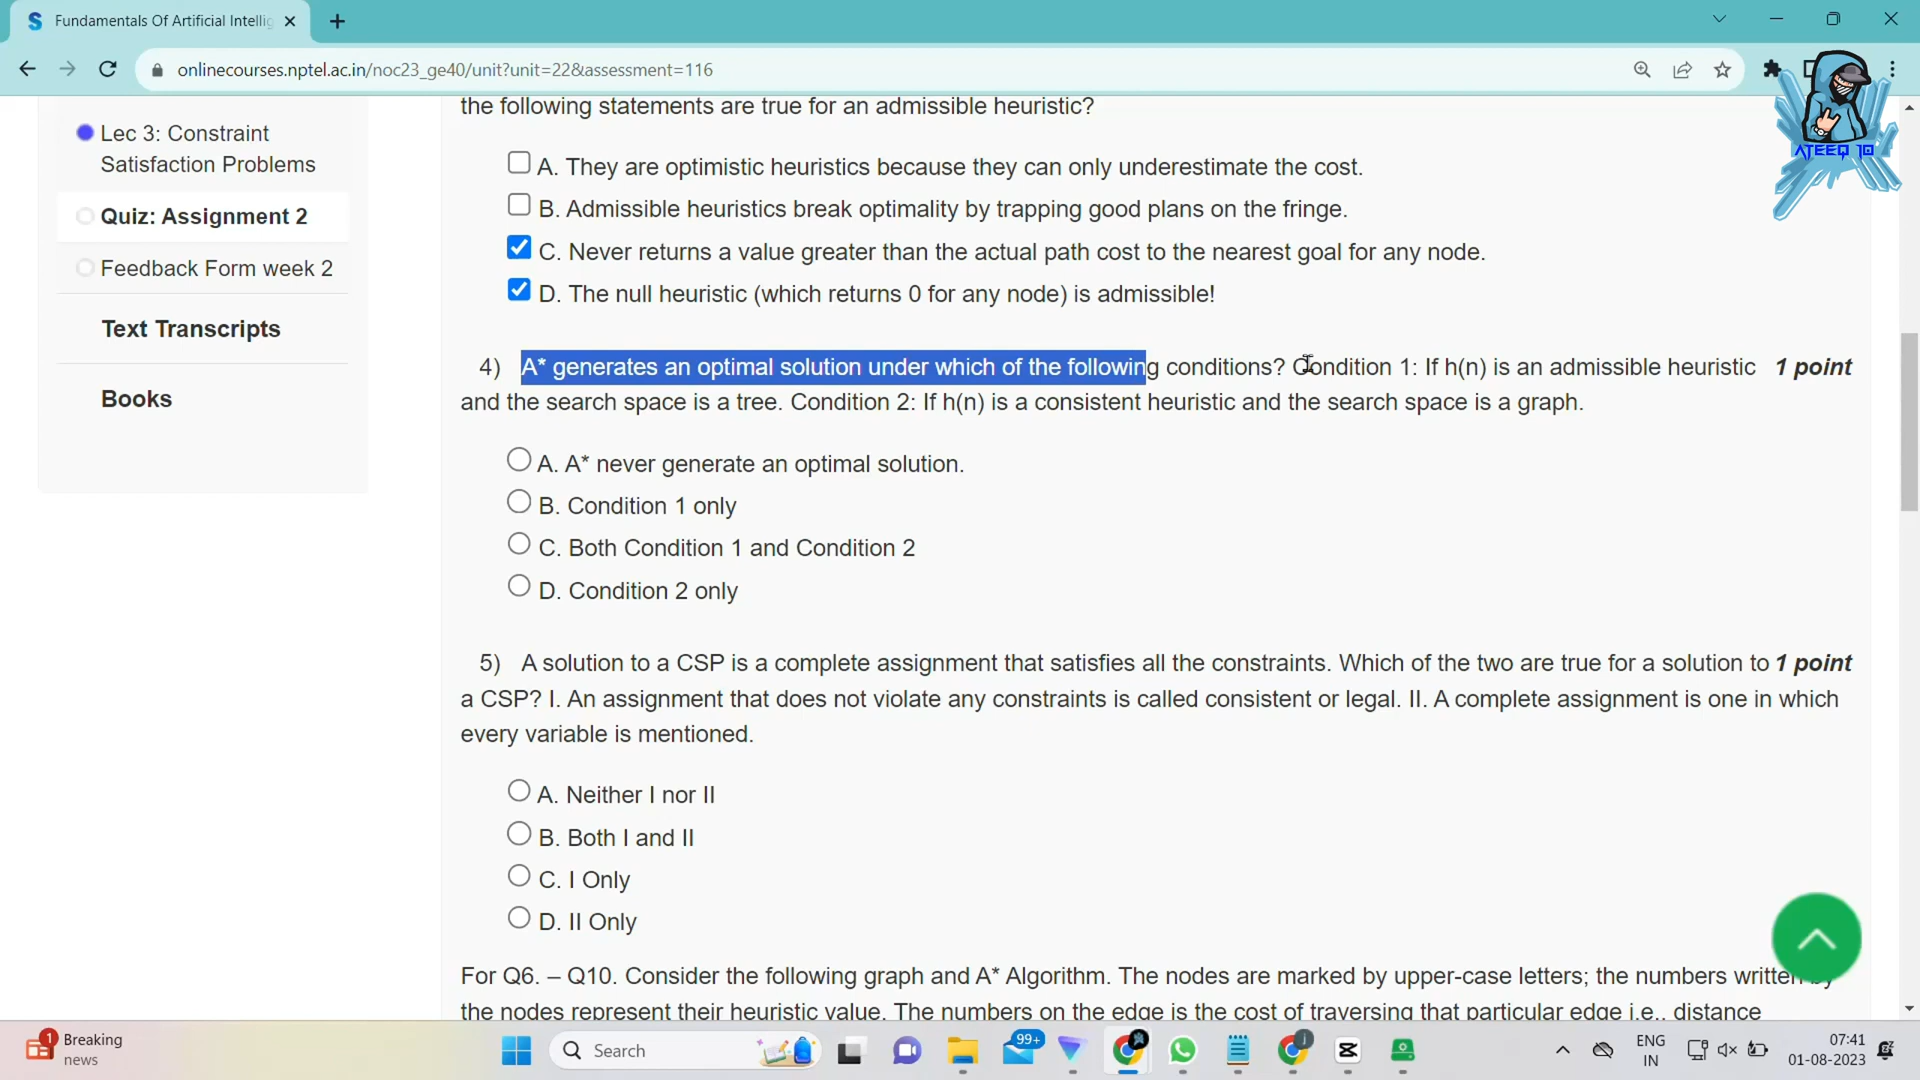 Fundamentals Of Artificial Intellig
onlinecourses.nptel.ac.in/noc23_ge40/unit?unit=22&assessment=116
ATEEQ 10
Lec 3: Constraint
Satisfaction Problems
Quiz: Assignment 2
Feedback Form week 2
Text Transcripts
Books
the following statements are true for an admissible heuristic?
A. They are optimistic heuristics because they can only underestimate the cost.
B. Admissible heuristics break optimality by trapping good plans on the fringe.
C. Never returns a value greater than the actual path cost to the nearest goal for any node.
D. The null heuristic (which returns 0 for any node) is admissible!
4) A* generates an optimal solution under which of the following conditions? Condition 1: If h(n) is an admissible heuristic 1 point
and the search space is a tree. Condition 2: If h(n) is a consistent heuristic and the search space is a graph.
A. A* never generate an optimal solution.
B. Condition 1 only
C. Both Condition 1 and Condition 2
D. Condition 2 only
5) A solution to a CSP is a complete assignment that satisfies all the constraints. Which of the two are true for a solution to 1 point
a CSP? I. An assignment that does not violate any constraints is called consistent or legal. II. A complete assignment is one in which
every variable is mentioned.
A. Neither I nor II
B. Both I and II
C. I Only
D. II Only
For Q6. – Q10. Consider the following graph and A* Algorithm. The nodes are marked by upper-case letters; the numbers written by
the nodes represent their heuristic value. The numbers on the edge is the cost of traversing that particular edge i.e., distance
1
Breaking
news
Search
99+
j
ENG
IN
07:41
01-08-2023